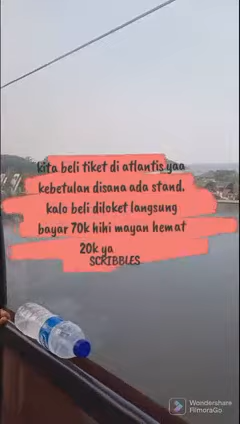 kita beli tiket di atlantis yaa
kebetulan disana ada stand.
kalo beli diloket langsung
bayar 70k hihi mayan hemat
20k ya
SCRIBBLES
Wondershare
FilmoraGo